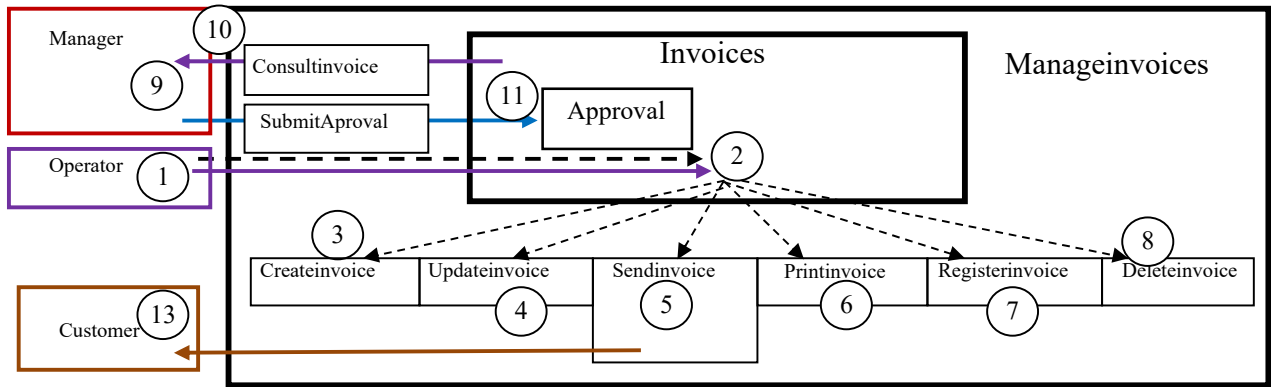 Manager
10
Invoices
Manageinvoices
Consultinvoice
9
11
Approval
SubmitAproval
Operator
1
2
3
8
Createinvoice
Updateinvoice
Sendinvoice
Printinvoice
Registerinvoice
Deleteinvoice
4
5
6
7
Customer
13